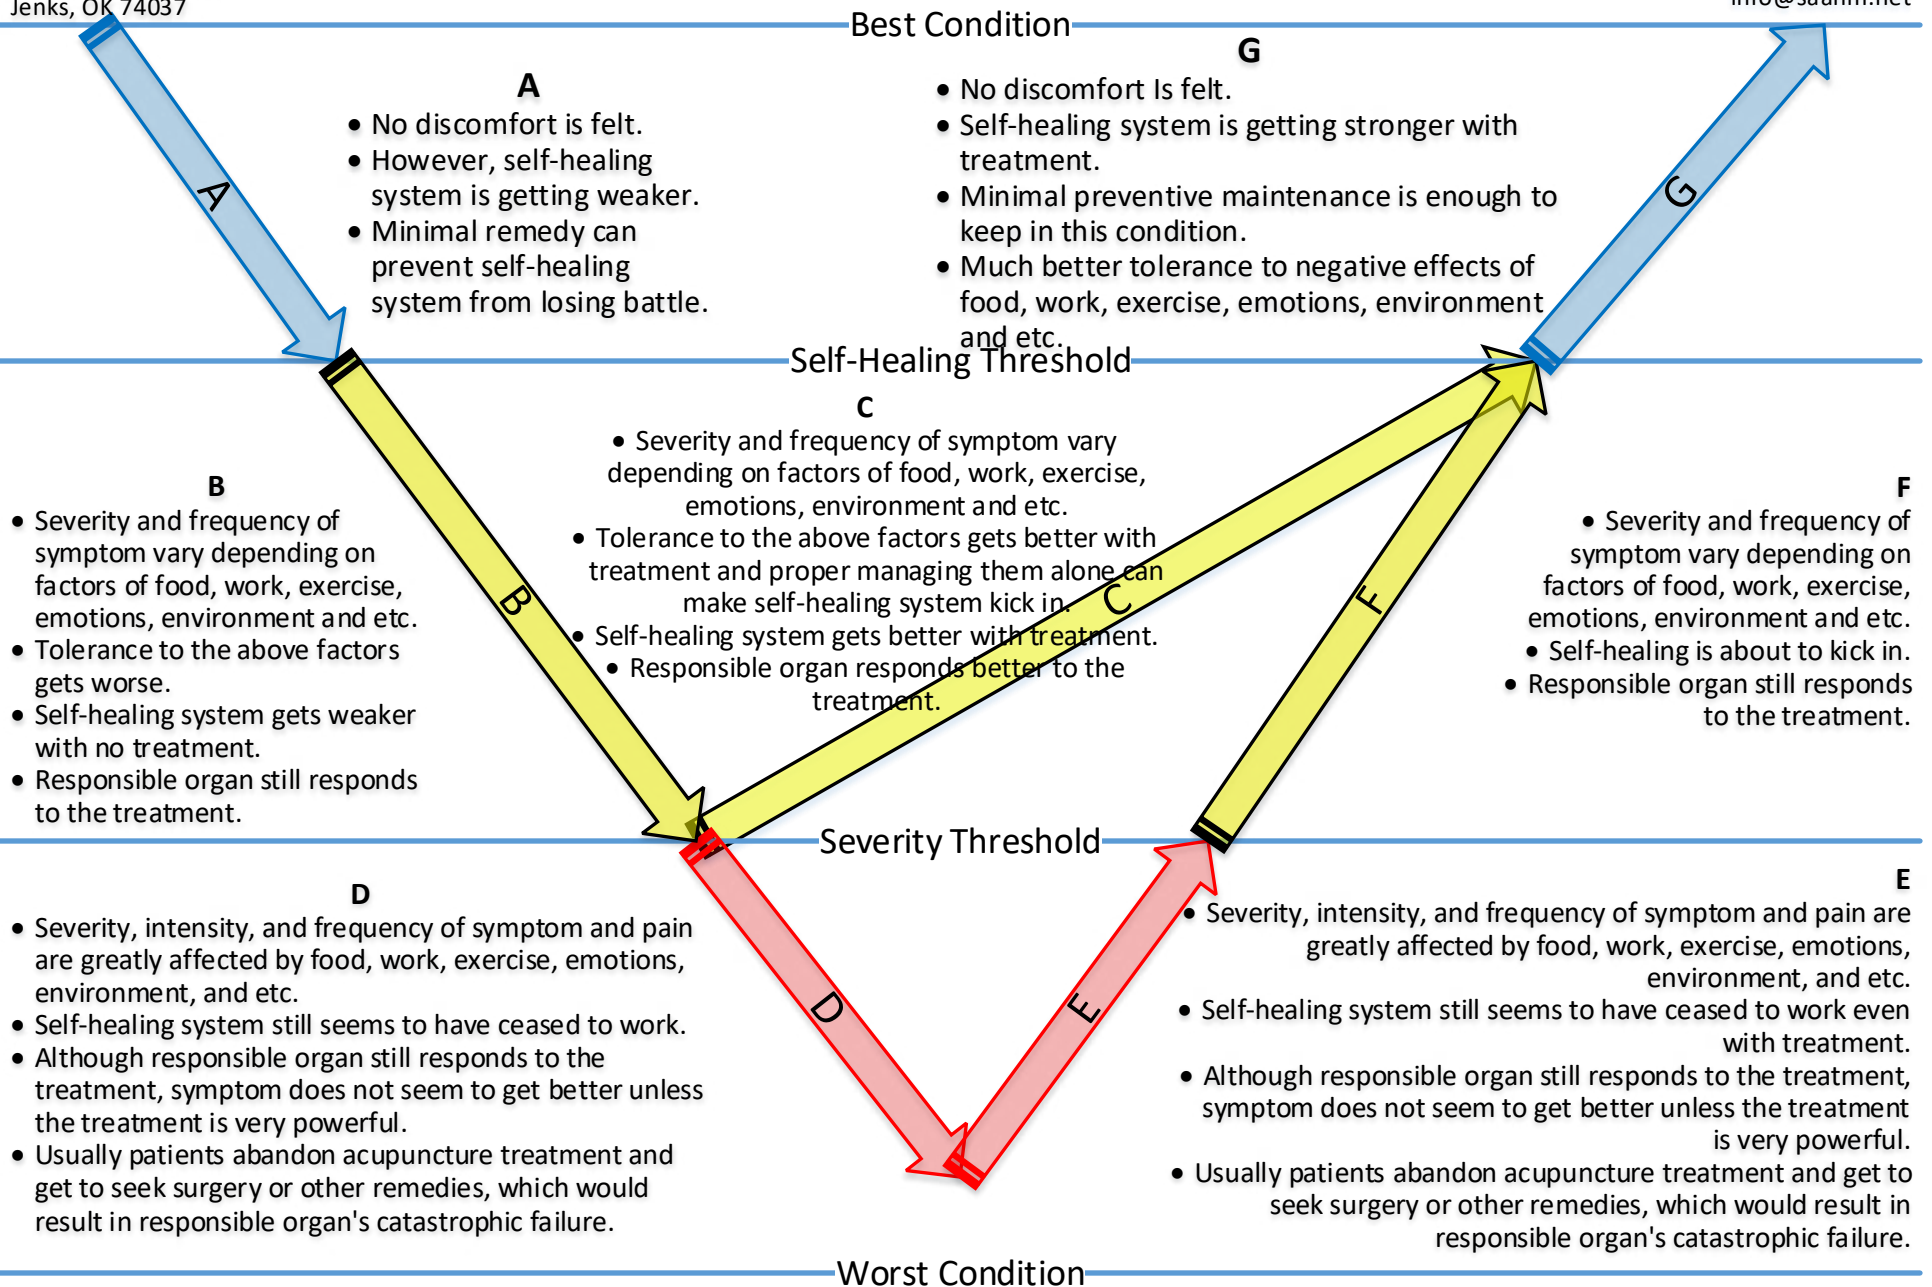 Jenks, OK 74037
info@saahm.net
Best Condition
A
• No discomfort is felt.
• However, self-healing
system is getting weaker.
• Minimal remedy can
prevent self-healing
system from losing battle.
G
• No discomfort Is felt.
• Self-healing system is getting stronger with
treatment.
• Minimal preventive maintenance is enough to
keep in this condition.
• Much better tolerance to negative effects of
food, work, exercise, emotions, environment
and etc.
A
G
Self-Healing Threshold
C
• Severity and frequency of symptom vary
depending on factors of food, work, exercise,
emotions, environment and etc.
• Tolerance to the above factors gets better with
treatment and proper managing them alone can
make self-healing system kick in.
• Self-healing system gets better with treatment.
• Responsible organ responds better to the
treatment.
B
• Severity and frequency of
symptom vary depending on
factors of food, work, exercise,
emotions, environment and etc.
• Tolerance to the above factors
gets worse.
• Self-healing system gets weaker
with no treatment.
• Responsible organ still responds
to the treatment.
B
C
F
F
• Severity and frequency of
symptom vary depending on
factors of food, work, exercise,
emotions, environment and etc.
• Self-healing is about to kick in.
• Responsible organ still responds
to the treatment.
Severity Threshold
D
• Severity, intensity, and frequency of symptom and pain
are greatly affected by food, work, exercise, emotions,
environment, and etc.
• Self-healing system still seems to have ceased to work.
• Although responsible organ still responds to the
treatment, symptom does not seem to get better unless
the treatment is very powerful.
• Usually patients abandon acupuncture treatment and
get to seek surgery or other remedies, which would
result in responsible organ's catastrophic failure.
D
E
E
• Severity, intensity, and frequency of symptom and pain are
greatly affected by food, work, exercise, emotions,
environment, and etc.
• Self-healing system still seems to have ceased to work even
with treatment.
• Although responsible organ still responds to the treatment,
symptom does not seem to get better unless the treatment
is very powerful.
• Usually patients abandon acupuncture treatment and get to
seek surgery or other remedies, which would result in
responsible organ's catastrophic failure.
Worst Condition